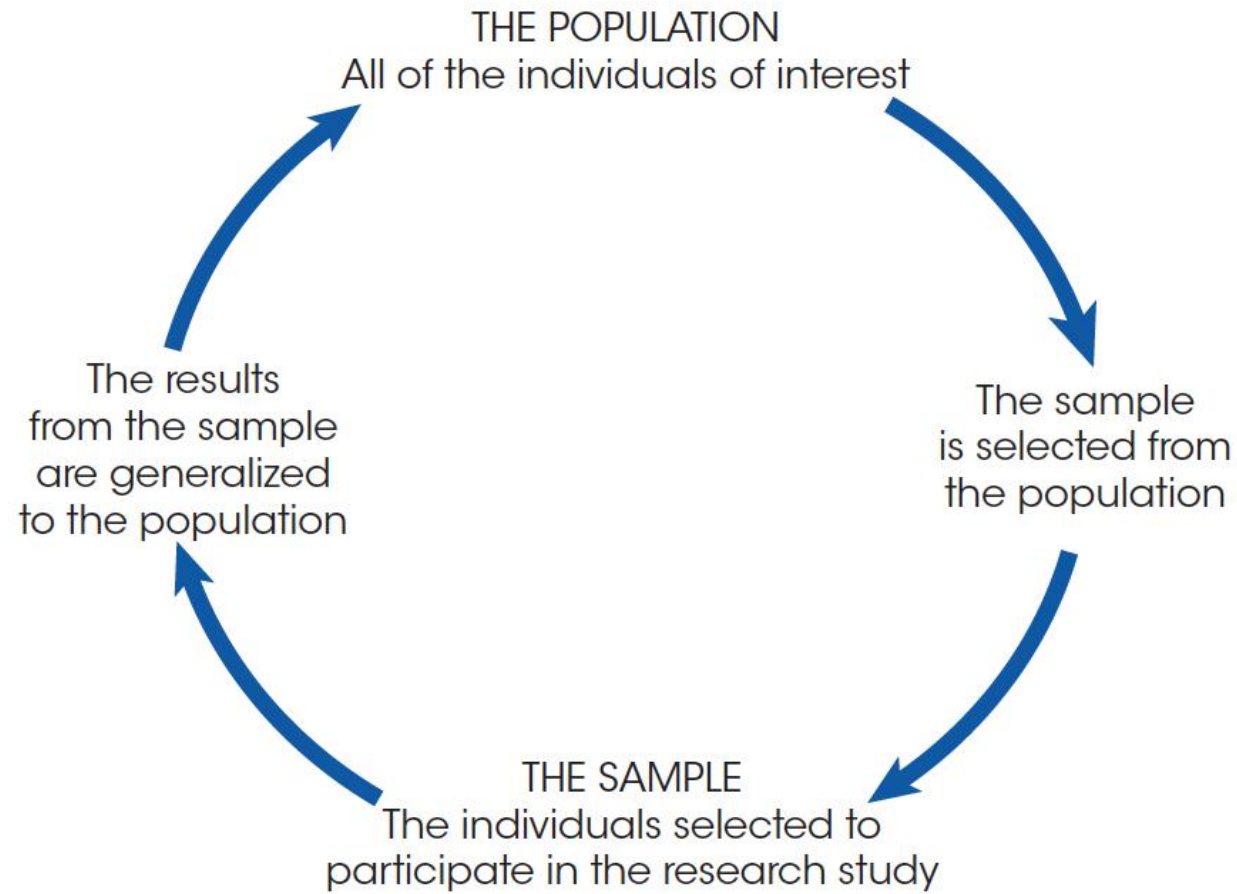 THE POPULATION
All of the individuals of interest
The sample
is selected from
the population
THE SAMPLE
The individuals selected to
participate in the research study
The results
from the sample
are generalized
to the population